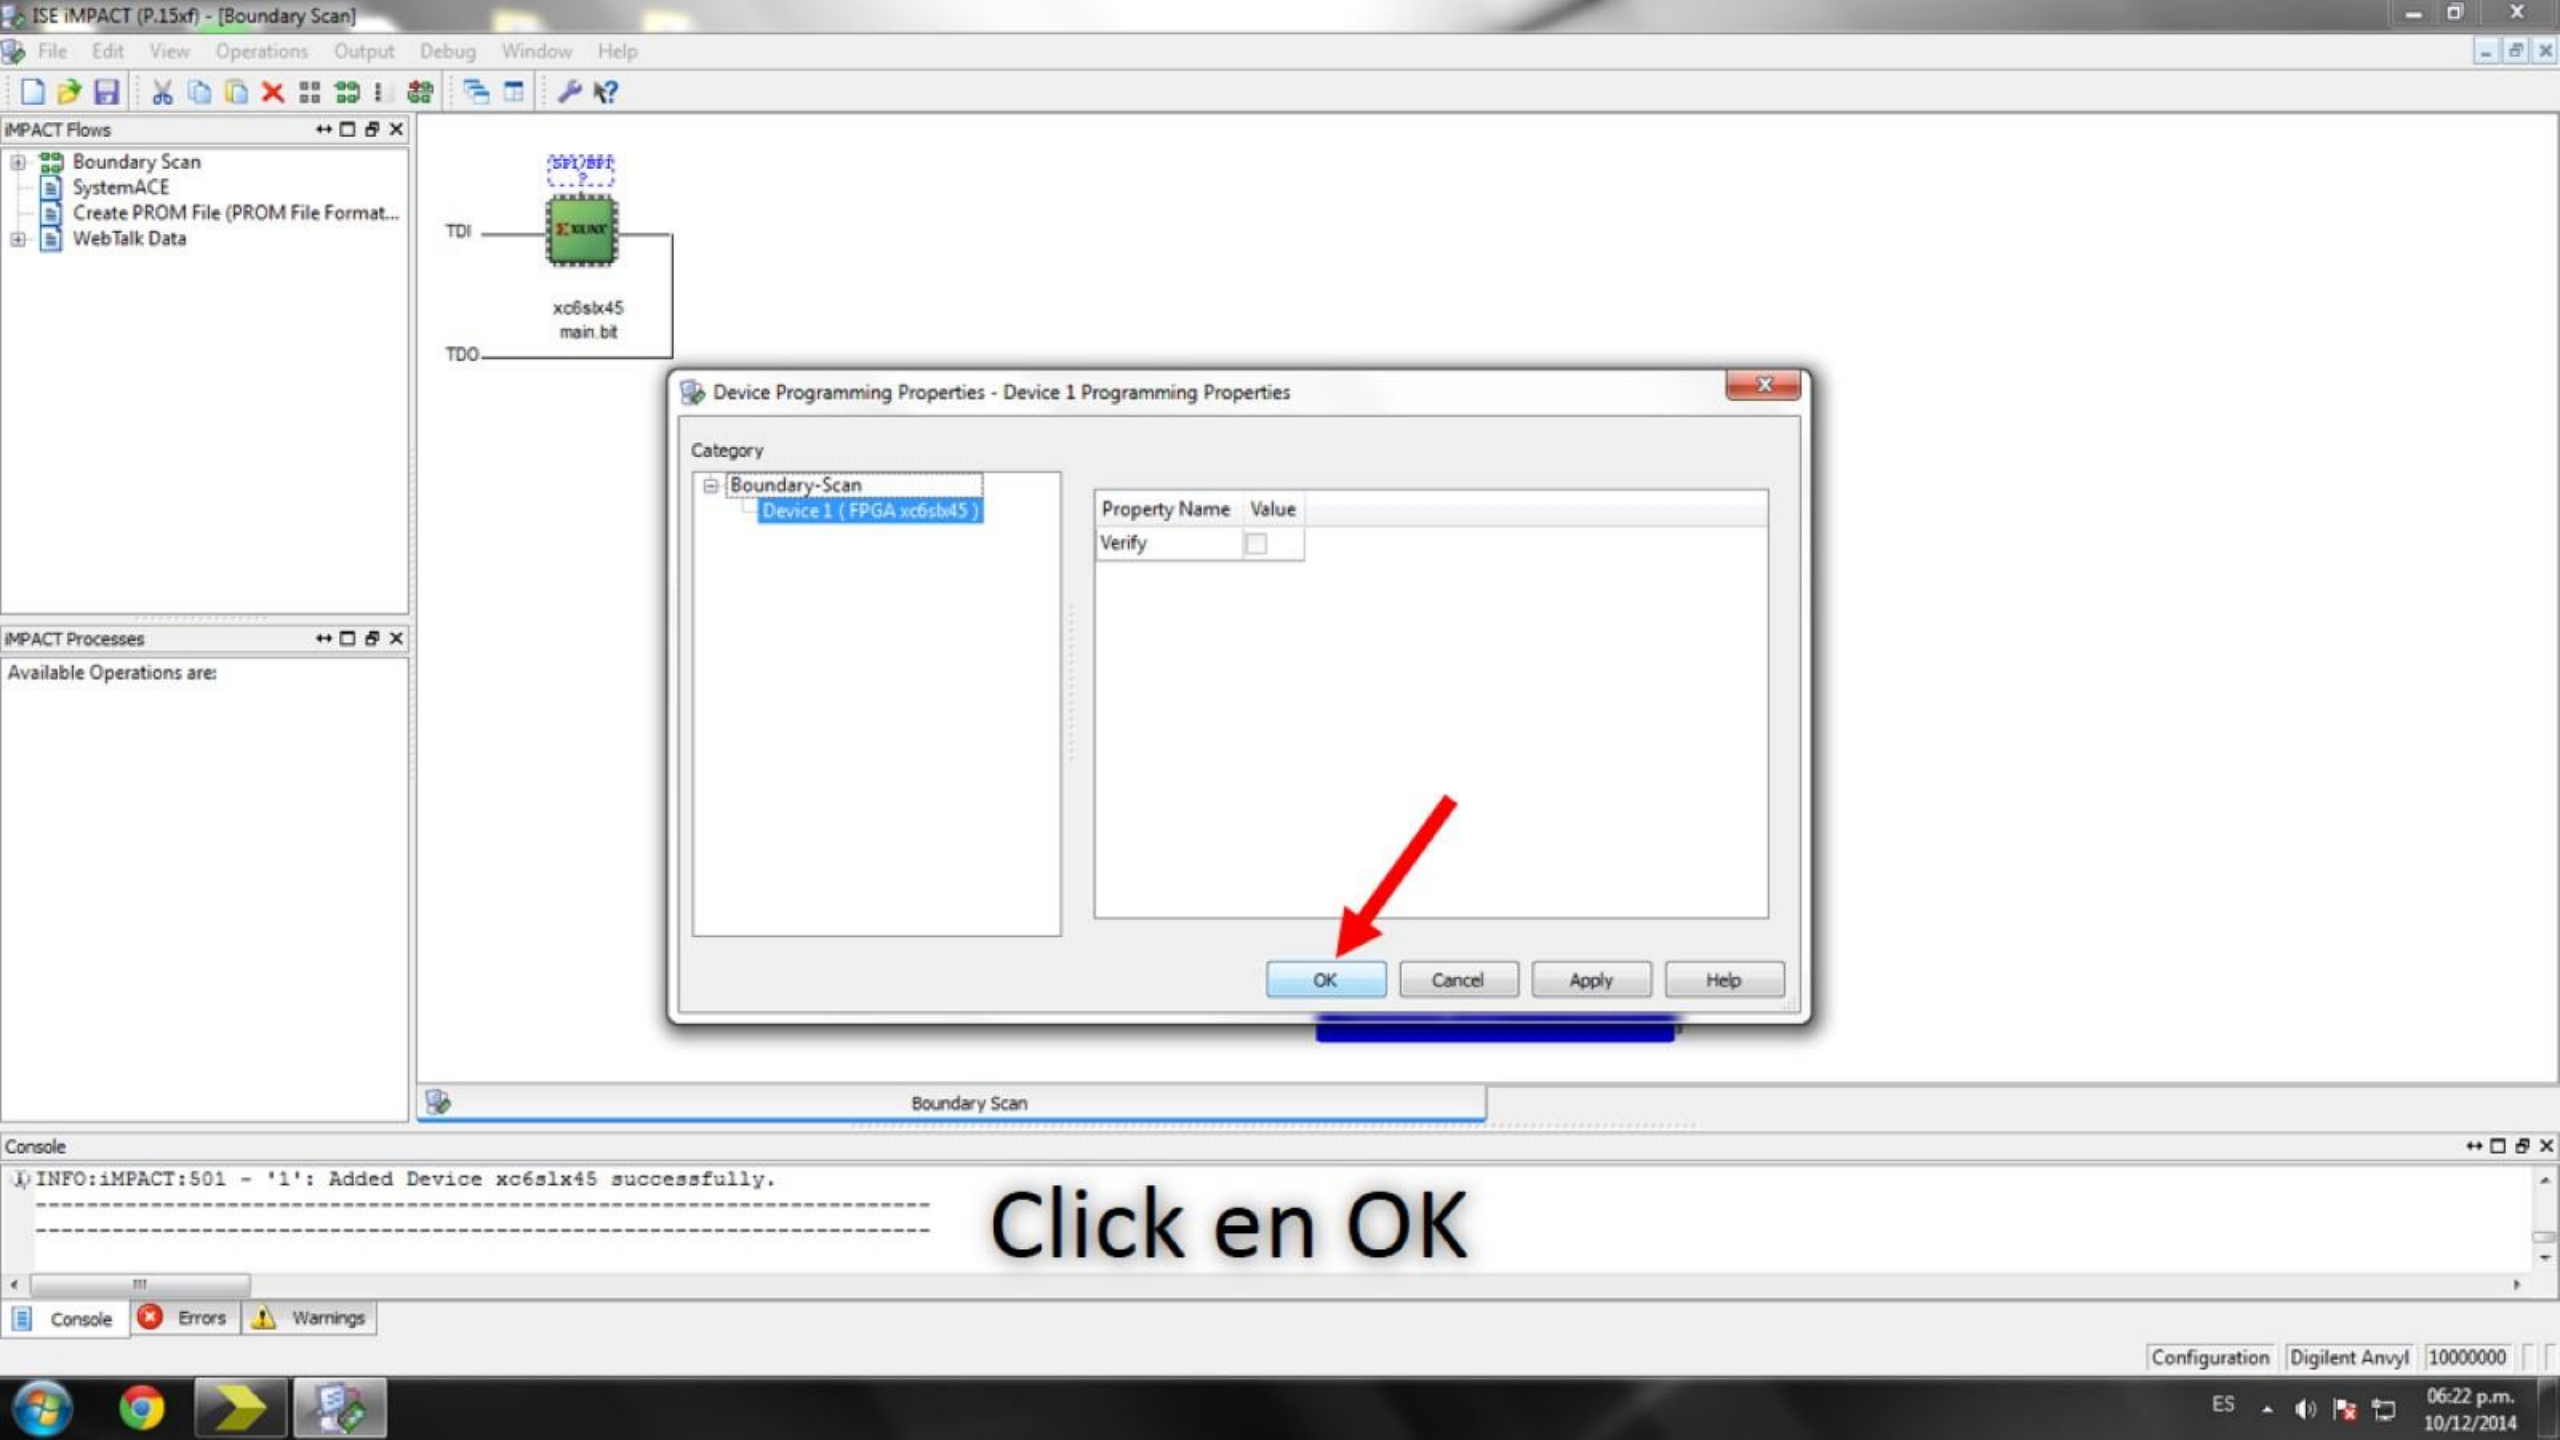 ISE iMPACT (P.15xf) - [Boundary Scan]
File Edit View Operations Output Debug Window Help
iMPACT Flows
Boundary Scan
SystemACE
Create PROM File (PROM File Format...
WebTalk Data
SPI/BPI
?
TDI
XILINX
xc6slx45
main.bit
TDO
Device Programming Properties - Device 1 Programming Properties
Category
Boundary-Scan
Device 1 ( FPGA xc6slx45 )
Property Name Value
Verify
OK Cancel Apply Help
iMPACT Processes
Available Operations are:
Boundary Scan
Console
INFO:iMPACT:501 - '1': Added Device xc6slx45 successfully.
----------------------------------------------------------------------
----------------------------------------------------------------------
Click en OK
Console Errors Warnings
Configuration Digilent Anvyl 10000000
ES
06:22 p.m.
10/12/2014